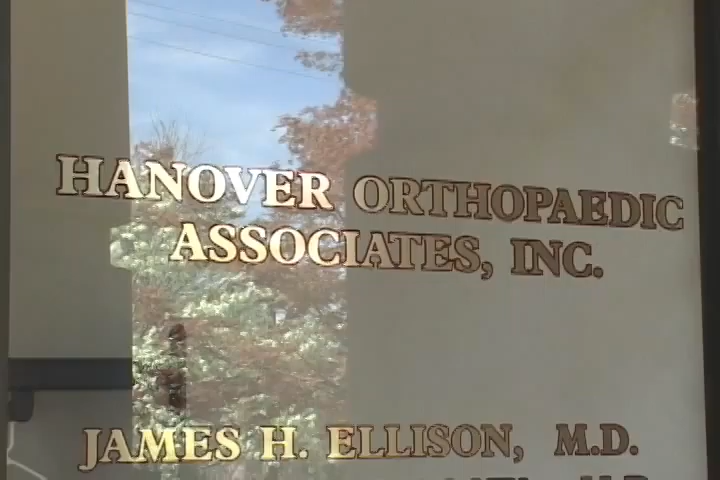 HANOVER ORTHOPAEDIC
ASSOCIATES, INC.
JAMES H. ELLISON, M.D.